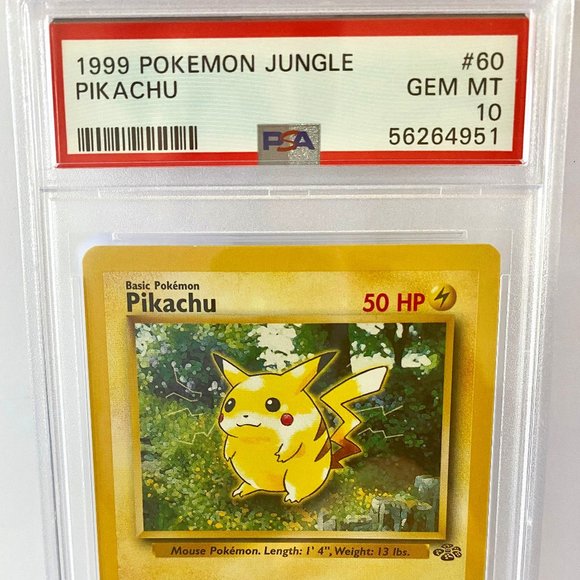 1999 POKEMON JUNGLE #60
PIKACHU GEM MT
10
56264951
PSA
Basic Pokémon
Pikachu 50 HP
Mouse Pokémon. Length: 1' 4", Weight: 13 lbs.